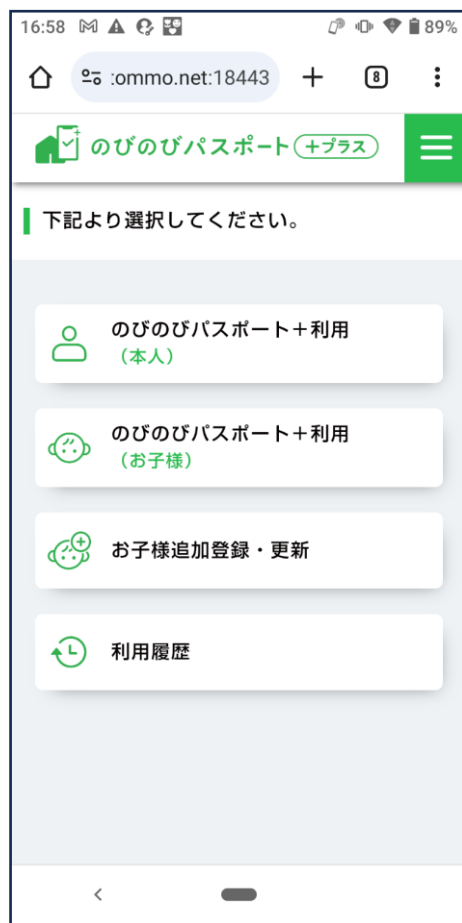 16:58 89%
:ommo.net:18443 8
のびのびパスポート +プラス
下記より選択してください。
のびのびパスポート+利用
（本人）
のびのびパスポート+利用
（お子様）
お子様追加登録・更新
利用履歴